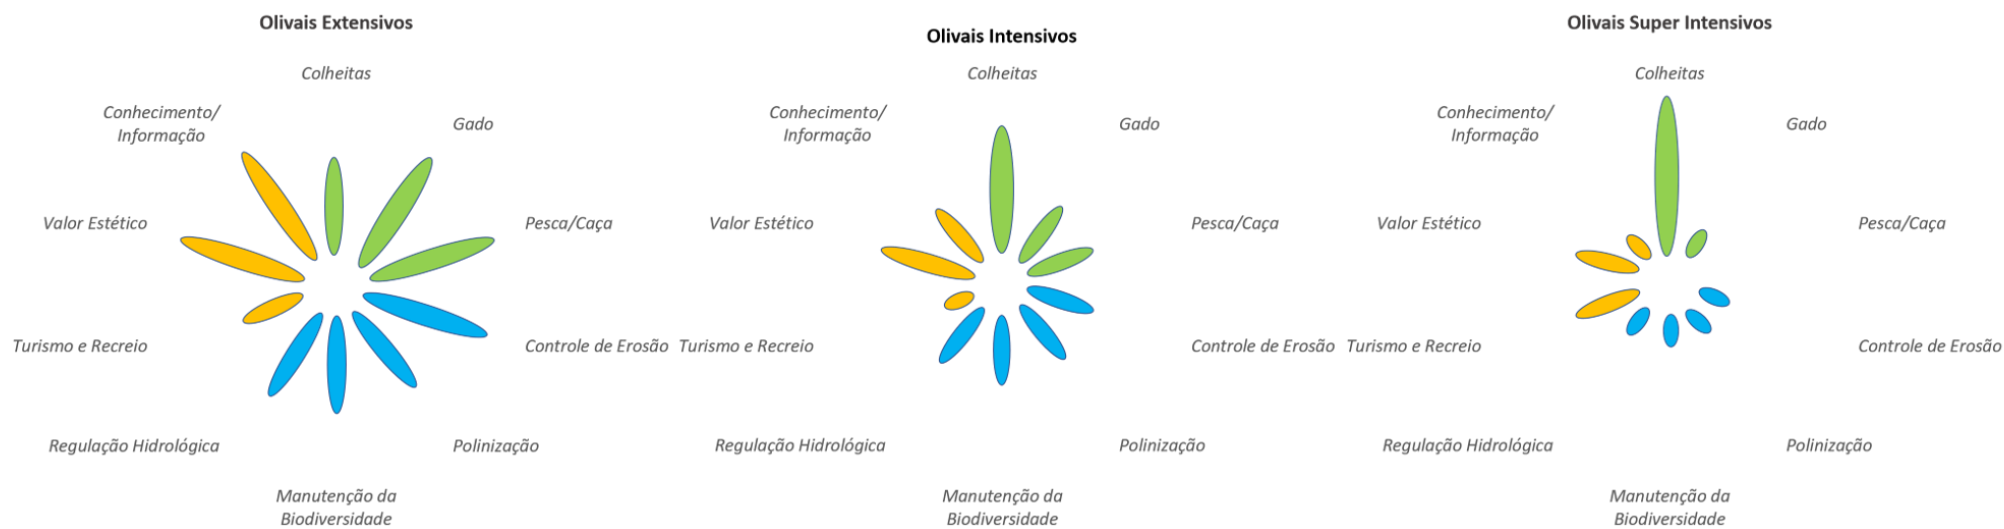 Olivais Extensivos
Colheitas
Conhecimento/
Informação
Gado
Valor Estético
Pesca/Caça
Turismo e Recreio
Controle de Erosão
Regulação Hidrológica
Polinização
Manutenção da
Biodiversidade
Olivais Intensivos
Colheitas
Conhecimento/
Informação
Gado
Valor Estético
Pesca/Caça
Turismo e Recreio
Controle de Erosão
Regulação Hidrológica
Polinização
Manutenção da
Biodiversidade
Olivais Super Intensivos
Colheitas
Conhecimento/
Informação
Gado
Valor Estético
Pesca/Caça
Turismo e Recreio
Controle de Erosão
Regulação Hidrológica
Polinização
Manutenção da
Biodiversidade